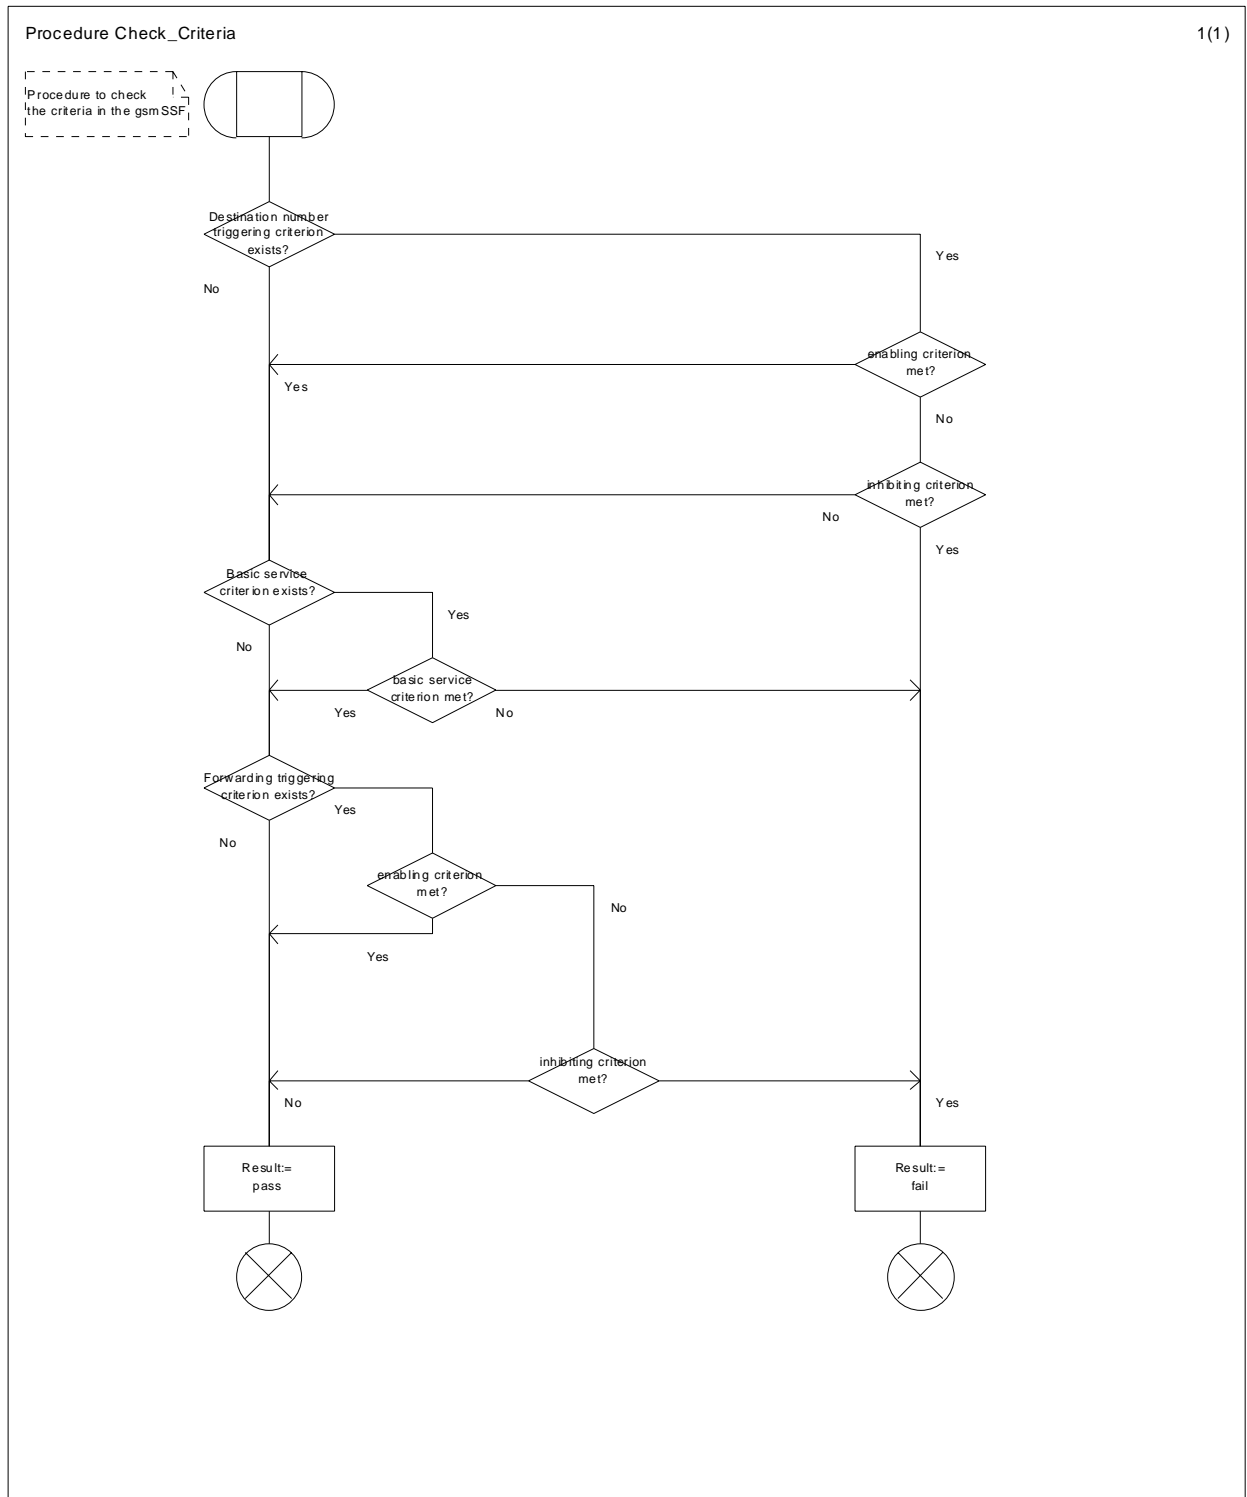 Procedure Check_Criteria
1(1)
Procedure to check
the criteria in the gsmSSF
Destination number
triggering criterion
exists?
Yes
No
enabling criterion
met?
Yes
No
inhibiting criterion
met?
No
Yes
Basic service
criterion exists?
Yes
No
basic service
criterion met?
Yes
No
Forwarding triggering
criterion exists?
Yes
No
enabling criterion
met?
No
Yes
inhibiting criterion
met?
No
Yes
Result:=
pass
Result:=
fail